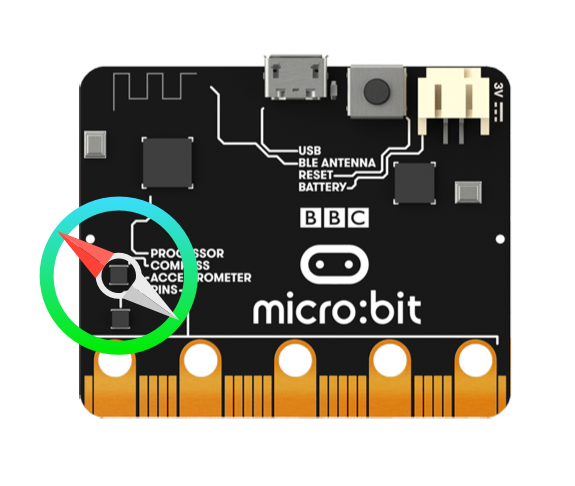 3V
USB
BLE ANTENNA
RESET
BATTERY
BBC
PROCESSOR
COMPASS
ACCELEROMETER
PINS
micro:bit